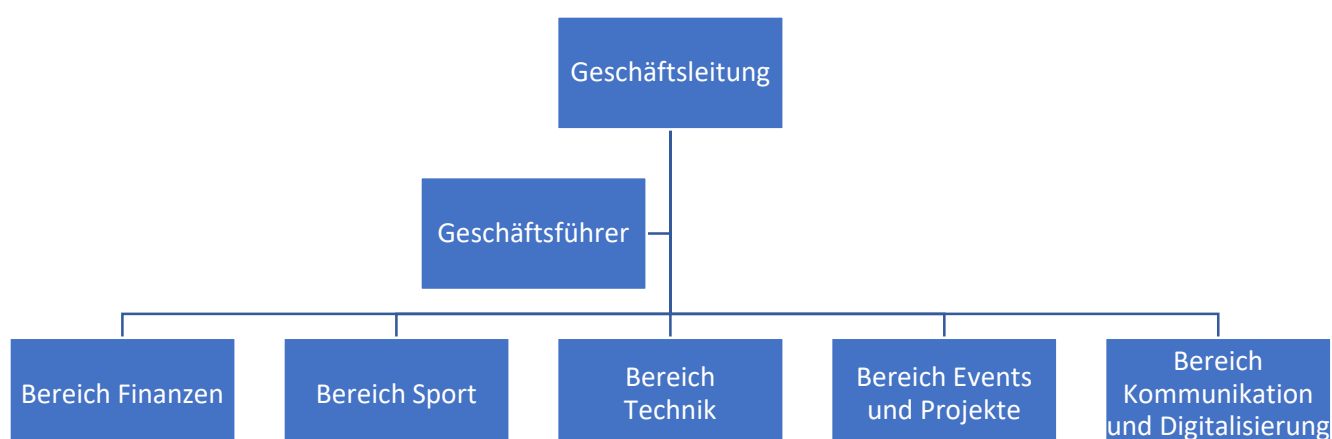 Geschäftsleitung
Geschäftsführer
Bereich Finanzen
Bereich Sport
Bereich
Technik
Bereich Events
und Projekte
Bereich
Kommunikation
und Digitalisierung